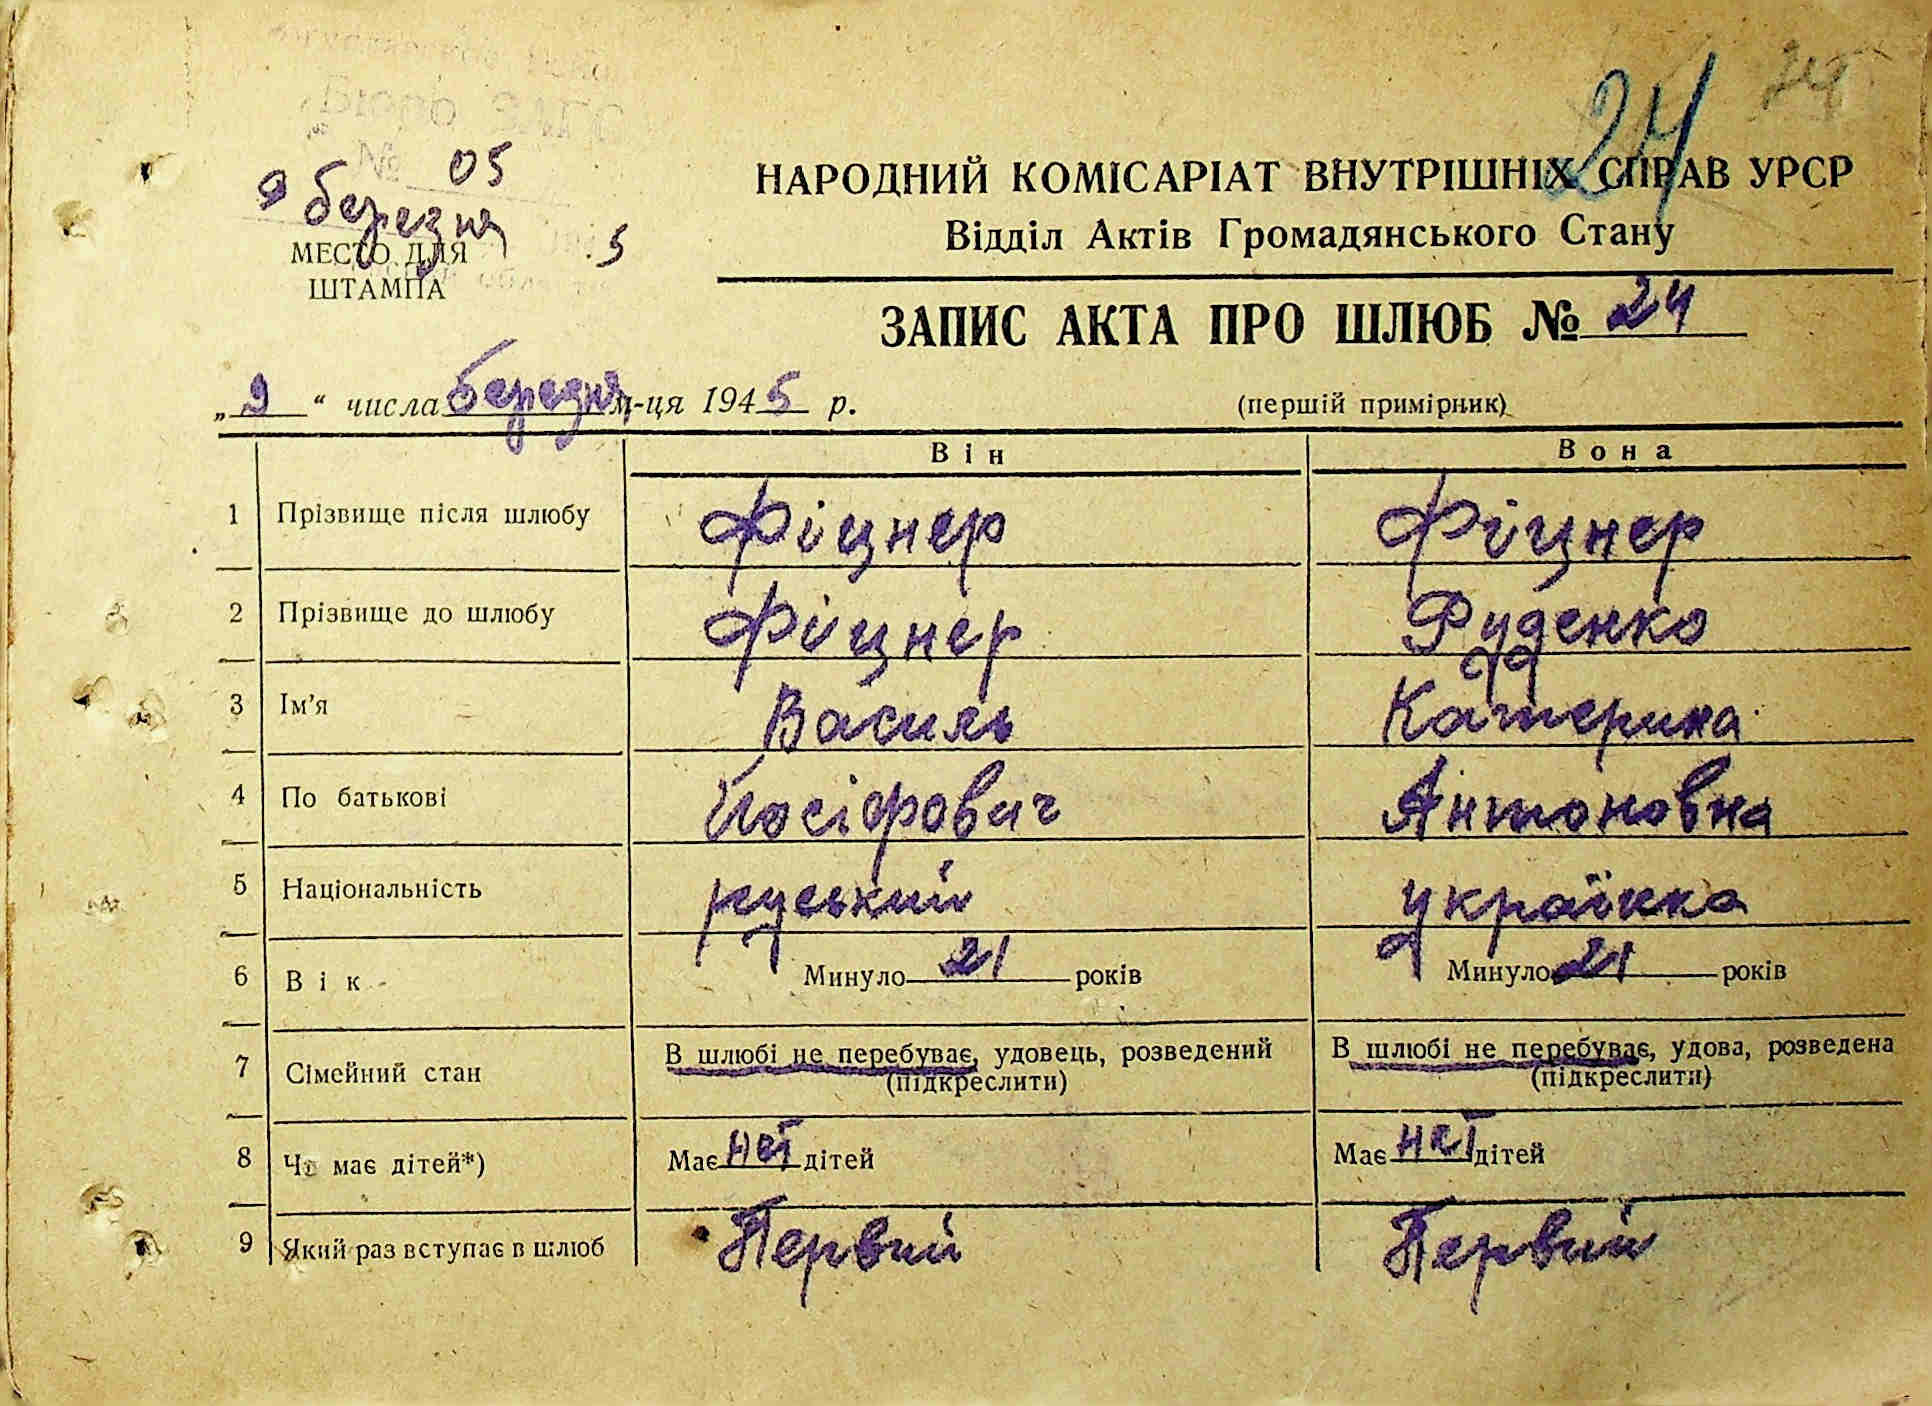 24
№ 05
9 березня 5
МЕСТО ДЛЯ
ШТАМПА
НАРОДНИЙ КОМІСАРІАТ ВНУТРІШНІХ СПРАВ УРСР
Відділ Актів Громадянського Стану
ЗАПИС АКТА ПРО ШЛЮБ № 24
„9“ числа березня м-ця 1945 р. (першій примірник)
Він Вона
1 Прізвище після шлюбу Фіцнер Фіцнер
2 Прізвище до шлюбу Фіцнер Руденко
3 Ім'я Василь Катерина
4 По батькові Йосіфович Антоновна
5 Національність руський українка
6 Вік Минуло 21 років Минуло 21 років
7 Сімейний стан В шлюбі не перебуває, удовець, розведений В шлюбі не перебуває, удова, розведена
(підкреслити) (підкреслити)
8 Чи має дітей*) Має нет дітей Має нет дітей
9 Який раз вступає в шлюб Первий Первий